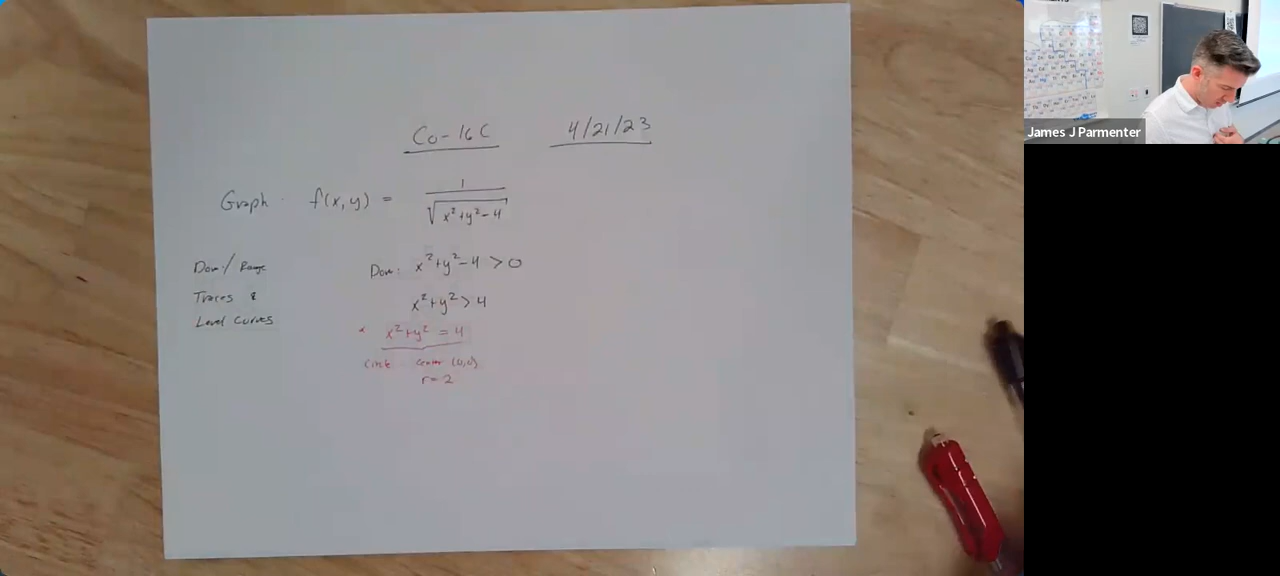 Co-16C 4/21/23
Graph f(x,y) = 1/√(x²+y²-4)
Dom/Range
Traces &
Level Curves
Dom: x²+y²-4 > 0
x²+y² > 4
* x²+y² = 4
Circle center (0,0)
r = 2
James J Parmenter